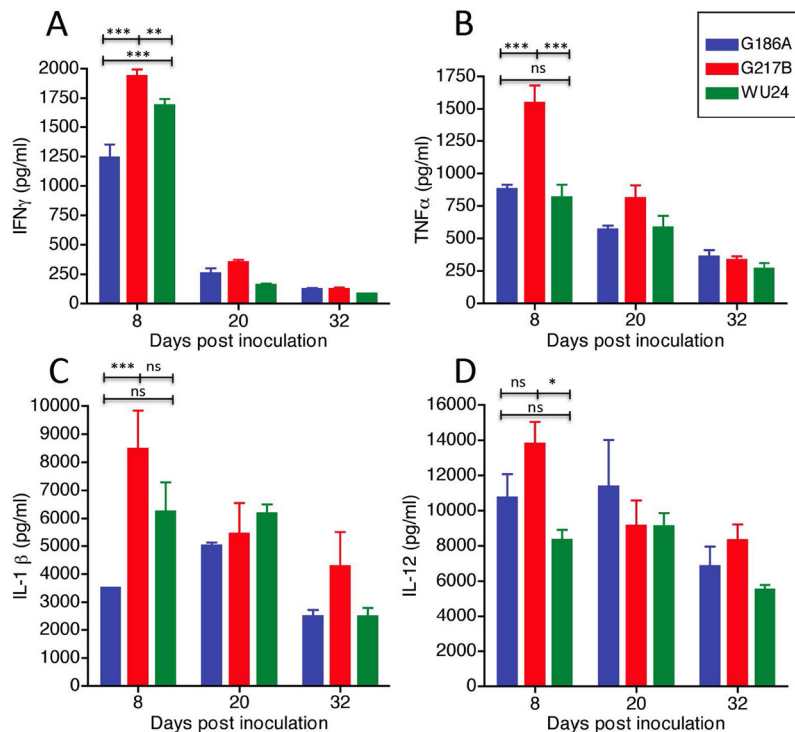 A
*** **
***
2000
1750
1500
1250
1000
750
500
250
0
IFNγ (pg/ml)
8 20 32
Days post inoculation
B
*** ***
ns
1750
1500
1250
1000
750
500
250
0
TNFα (pg/ml)
8 20 32
Days post inoculation
G186A
G217B
WU24
C
*** ns
ns
10000
9000
8000
7000
6000
5000
4000
3000
2000
1000
0
IL-1 β (pg/ml)
8 20 32
Days post inoculation
D
ns *
ns
16000
14000
12000
10000
8000
6000
4000
2000
0
IL-12 (pg/ml)
8 20 32
Days post inoculation